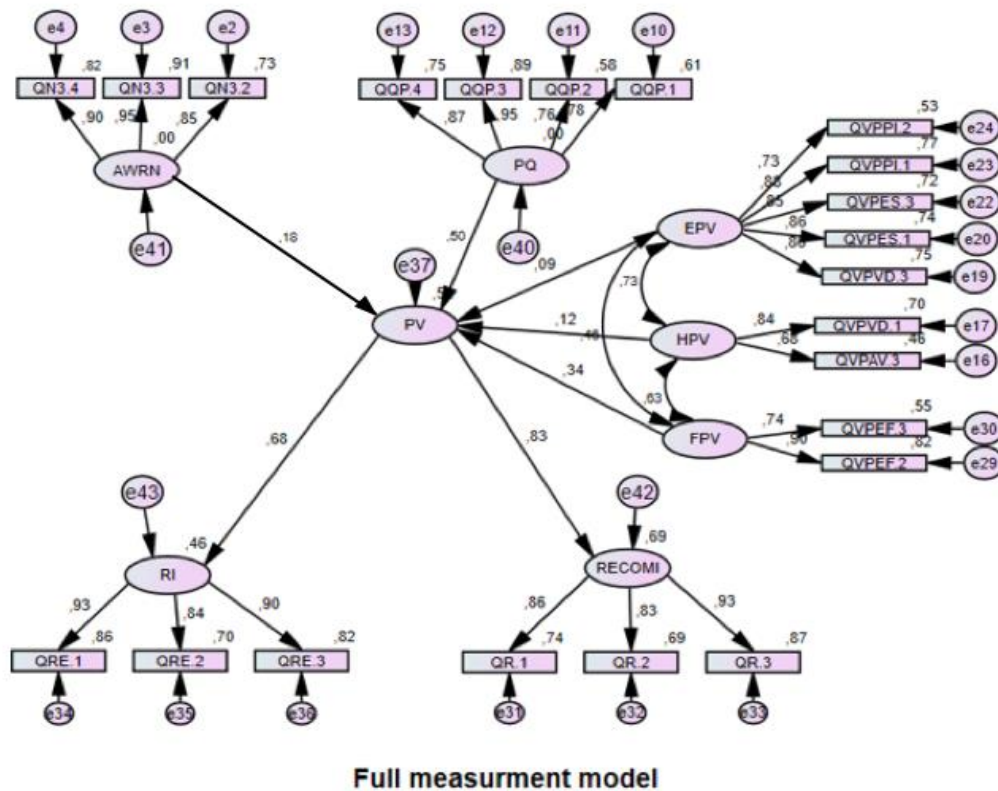 e4 e3 e2 e13 e12 e11 e10
,82 ,91 ,73 ,75 ,89 ,58 ,61
QN3.4 QN3.3 QN3.2 QQP.4 QQP.3 QQP.2 QQP.1
,90 ,95 ,85 ,87 ,95 ,76 ,78
,00 ,00
AWRN PQ
e41 e40
,53
QVPPI.2 e24
,73 ,77
QVPPI.1 e23
,88 ,72
QVPES.3 e22
,85 ,74
EPV ,86 QVPES.1 e20
,86 ,75
QVPVD.3 e19
,18 ,50 ,09 ,73
e37 ,70
,84 QVPVD.1 e17
PV ,12 HPV ,68 ,46
QVPAV.3 e16
,34 ,63 ,55
,74 QVPEF.3 e30
FPV ,90 ,82
QVPEF.2 e29
,68 ,83
e43 e42
,46 ,69
RI RECOMI
,93 ,84 ,90 ,86 ,83 ,93
,86 ,70 ,82 ,74 ,69 ,87
QRE.1 QRE.2 QRE.3 QR.1 QR.2 QR.3
e34 e35 e36 e31 e32 e33
Full measurment model